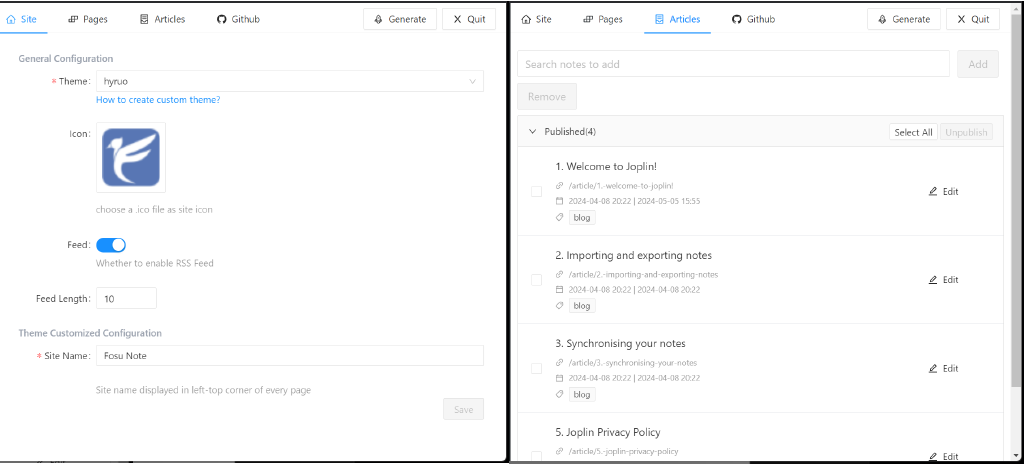 Site Pages Articles Github Generate Quit
General Configuration
* Theme: hyruo
How to create custom theme?
Icon:
choose a .ico file as site icon
Feed:
Whether to enable RSS Feed
Feed Length: 10
Theme Customized Configuration
* Site Name: Fosu Note
Site name displayed in left-top corner of every page
Save
Site Pages Articles Github Generate Quit
Search notes to add Add
Remove
Published(4) Select All Unpublish
1. Welcome to Joplin!
/article/1.-welcome-to-joplin!
2024-04-08 20:22 | 2024-05-05 15:55
blog
Edit
2. Importing and exporting notes
/article/2.-importing-and-exporting-notes
2024-04-08 20:22 | 2024-04-08 20:22
blog
Edit
3. Synchronising your notes
/article/3.-synchronising-your-notes
2024-04-08 20:22 | 2024-04-08 20:22
blog
Edit
5. Joplin Privacy Policy
/article/5.-joplin-privacy-policy
Edit